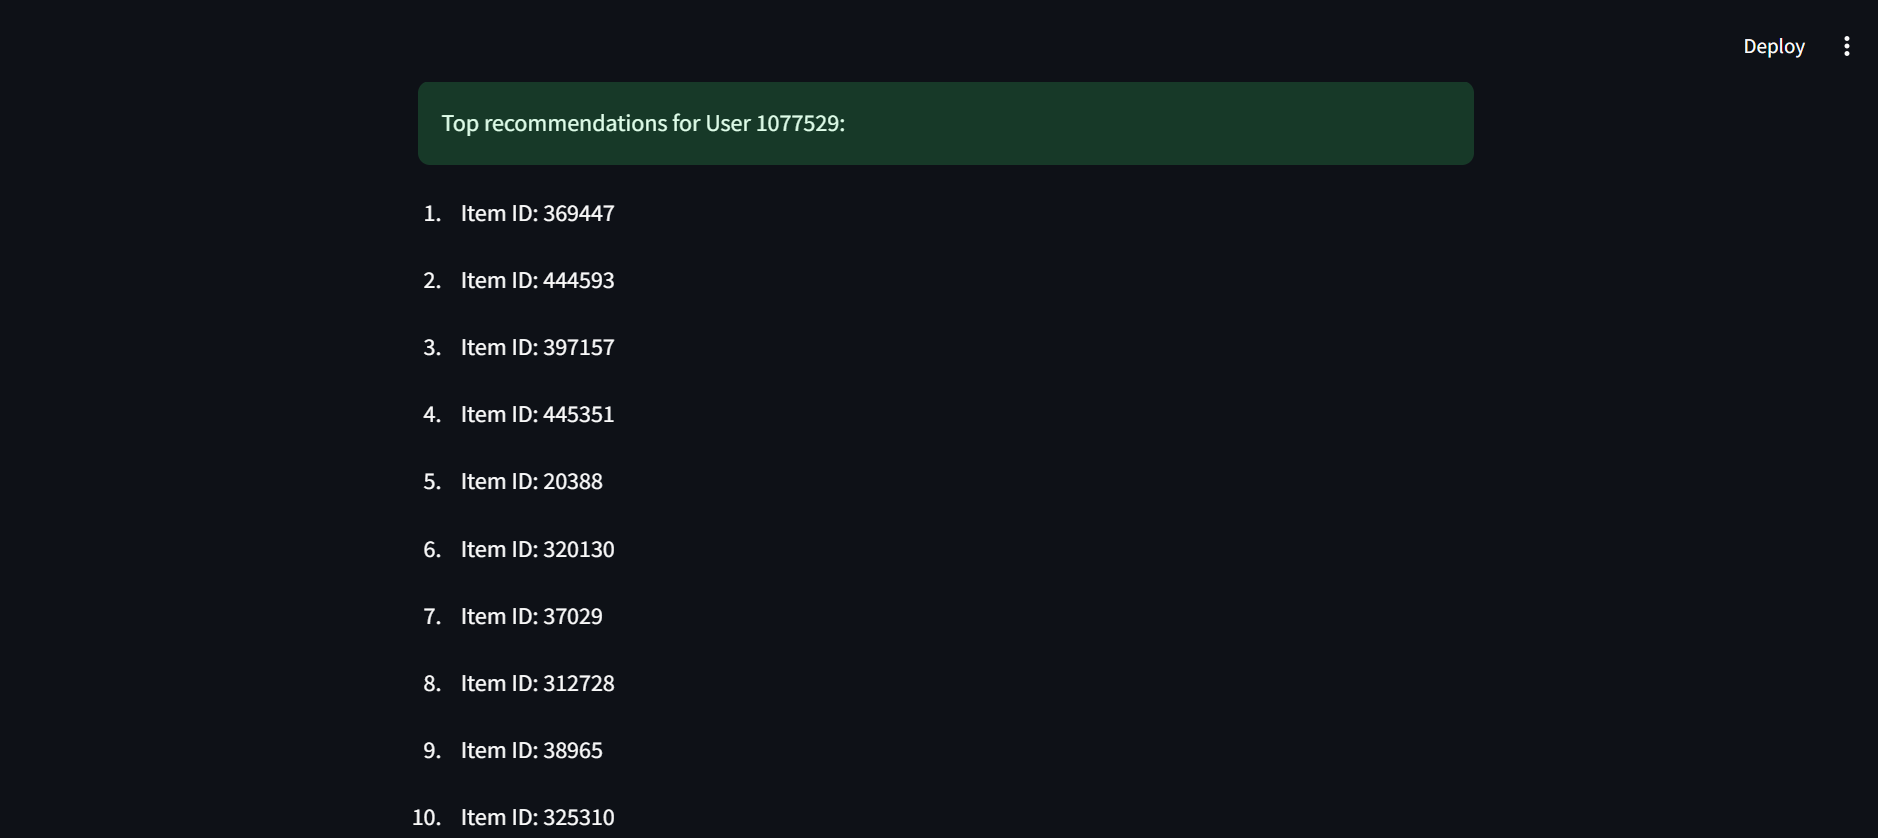 Deploy
Top recommendations for User 1077529:
1. Item ID: 369447
2. Item ID: 444593
3. Item ID: 397157
4. Item ID: 445351
5. Item ID: 20388
6. Item ID: 320130
7. Item ID: 37029
8. Item ID: 312728
9. Item ID: 38965
10. Item ID: 325310